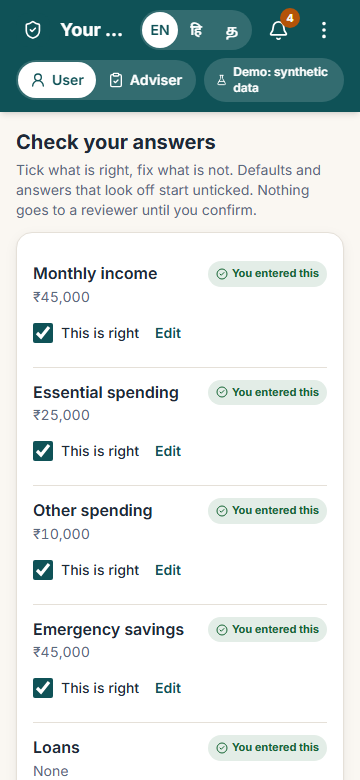 Your ...
EN
हि
த
4
User
Adviser
Demo: synthetic
data
Check your answers
Tick what is right, fix what is not. Defaults and
answers that look off start unticked. Nothing
goes to a reviewer until you confirm.
Monthly income
You entered this
₹45,000
This is right
Edit
Essential spending
You entered this
₹25,000
This is right
Edit
Other spending
You entered this
₹10,000
This is right
Edit
Emergency savings
You entered this
₹45,000
This is right
Edit
Loans
You entered this
None